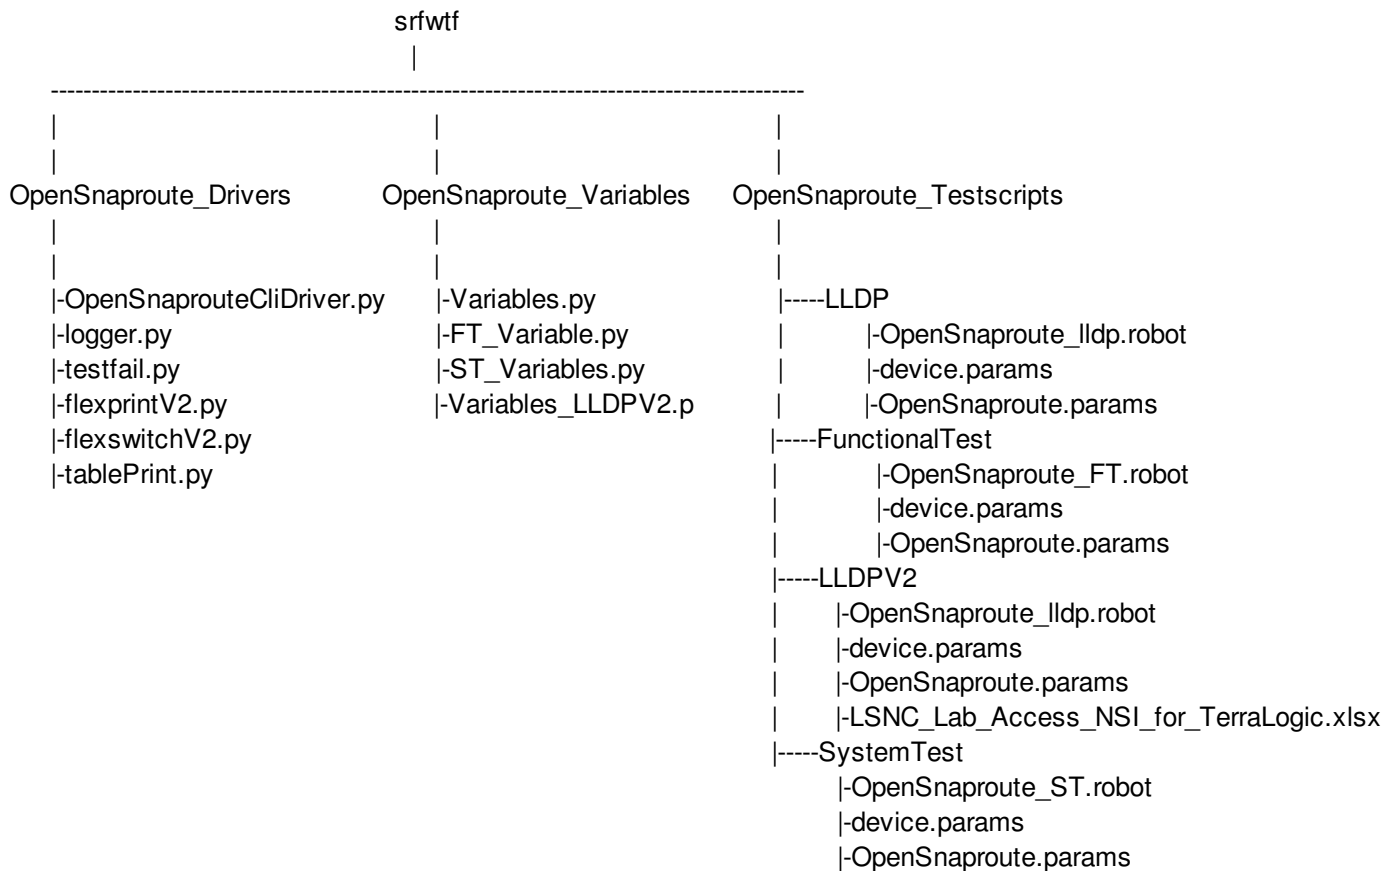 srfwtf
|
--------------------------------------------------------------------------------------------
| | |
| | |
OpenSnaproute_Drivers OpenSnaproute_Variables OpenSnaproute_Testscripts
| | |
| | |
|-OpenSnaprouteCliDriver.py |-Variables.py |-----LLDP
|-logger.py |-FT_Variable.py | |-OpenSnaproute_lldp.robot
|-testfail.py |-ST_Variables.py | |-device.params
|-flexprintV2.py |-Variables_LLDPV2.p | |-OpenSnaproute.params
|-flexswitchV2.py |-----FunctionalTest
|-tablePrint.py | |-OpenSnaproute_FT.robot
| |-device.params
| |-OpenSnaproute.params
|-----LLDPV2
| |-OpenSnaproute_lldp.robot
| |-device.params
| |-OpenSnaproute.params
| |-LSNC_Lab_Access_NSI_for_TerraLogic.xlsx
|-----SystemTest
|-OpenSnaproute_ST.robot
|-device.params
|-OpenSnaproute.params